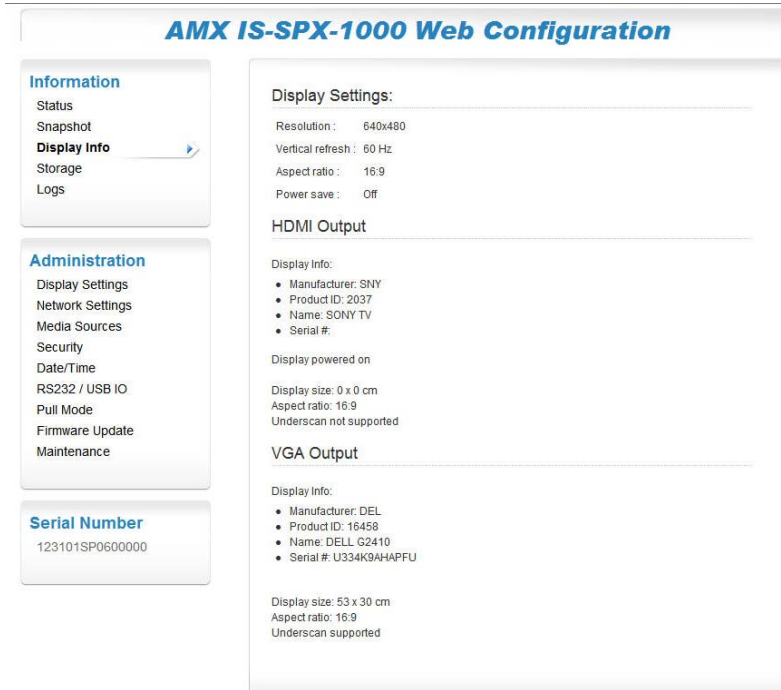 AMX IS-SPX-1000 Web Configuration
Information
Status
Snapshot
Display Info
Storage
Logs
Administration
Display Settings
Network Settings
Media Sources
Security
Date/Time
RS232 / USB IO
Pull Mode
Firmware Update
Maintenance
Serial Number
123101SP0600000
Display Settings:
Resolution : 640x480
Vertical refresh : 60 Hz
Aspect ratio : 16:9
Power save : Off
HDMI Output
Display Info:
Manufacturer: SNY
Product ID: 2037
Name: SONY TV
Serial #:
Display powered on
Display size: 0 x 0 cm
Aspect ratio: 16:9
Underscan not supported
VGA Output
Display Info:
Manufacturer: DEL
Product ID: 16458
Name: DELL G2410
Serial #: U334K9AHAPFU
Display size: 53 x 30 cm
Aspect ratio: 16:9
Underscan supported